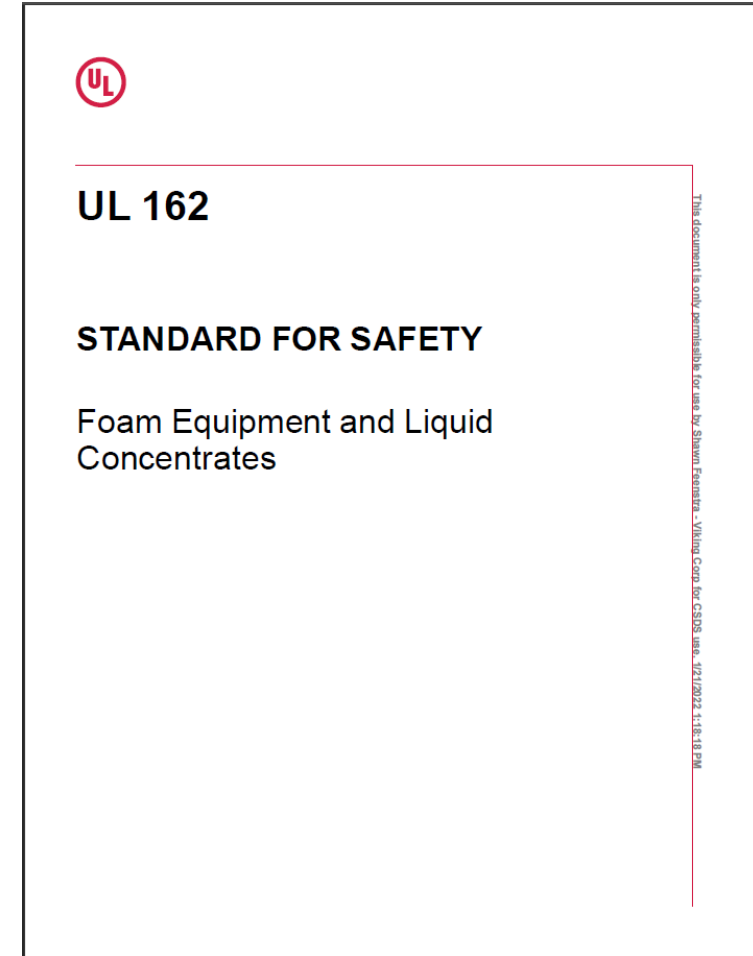 UL
UL 162
STANDARD FOR SAFETY
Foam Equipment and Liquid
Concentrates
This document is only permissible for use by Shawn Feenstra - Viking Corp for CSDS use. 1/21/2022 1:18:18 PM